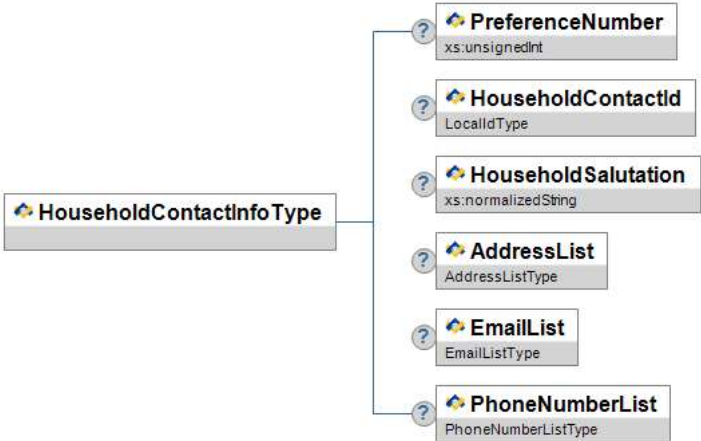 ?
PreferenceNumber
xs:unsignedInt
?
HouseholdContactId
LocalIdType
?
HouseholdSalutation
xs:normalizedString
HouseholdContactInfoType
?
AddressList
AddressListType
?
EmailList
EmailListType
?
PhoneNumberList
PhoneNumberListType